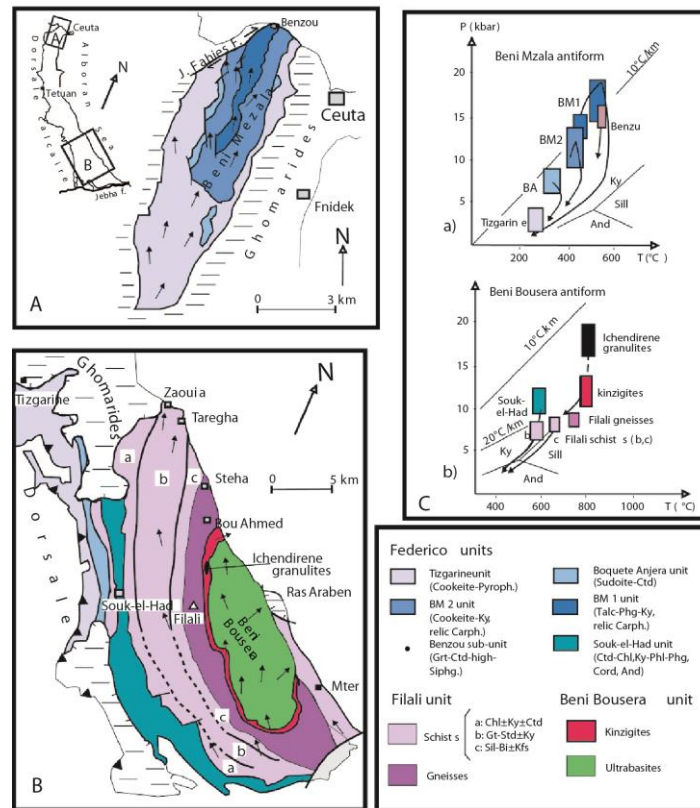 Ceuta
A
Dorsale
Calcaire
Alboran
Sea
Tetuan
B
Jebha f.
N
J. Fahies F.
Benzou
Beni Mezala
Ghomarides
Ceuta
Fnidek
N
0 3 km
A
Ghomarides
Tizgarine
Zaouia
Taregha
N
a
b
c
Steha
0 5 km
Bou Ahmed
Ichendirene
granulites
Ras Araben
Dorsale
Souk-el-Had
Filali
Beni
Bousera
Mter
c
b
a
B
C
P (kbar)
Beni Mzala antiform
10°C/km
20
BM1
15
Benzu
BM2
10
BA
Ky
5
Sill
Tizgarin e
And
a)
200 400 600 800
T (°C)
Beni Bousera antiform
20
10°C.k m
Ichendirene
granulites
15
Souk-
el-Had
kinzigites
10
20°C /km
b
c
Filali gneisses
Filali schist s (b,c)
5
Ky
Sill
And
b)
400 600 800 1000
T (°C)
C
Federico units
Tizgarineunit
(Cookeite-Pyroph.)
BM 2 unit
(Cookeite-Ky,
relic Carph.)
Benzou sub-unit
(Grt-Ctd-high-
Siphg.)
Boquete Anjera unit
(Sudoite-Ctd)
BM 1 unit
(Talc-Phg-Ky,
relic Carph.)
Souk-el-Had unit
(Ctd-Chl,Ky-Phl-Phg,
Cord, And)
Filali unit
Schist s
a: Chl±Ky±Ctd
b: Gt-Std±Ky
c: Sil-Bi±Kfs
Gneisses
Beni Bousera unit
Kinzigites
Ultrabasites